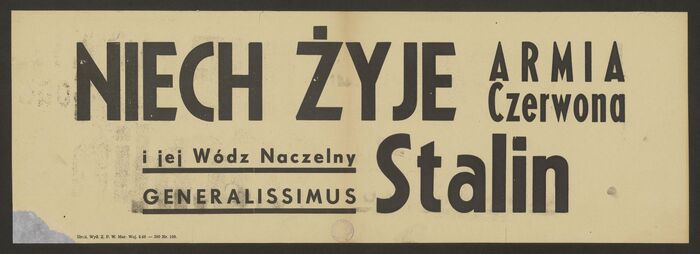 NIECH ŻYJE ARMIA
Czerwona
i jej Wódz Naczelny
GENERALISSIMUS Stalin